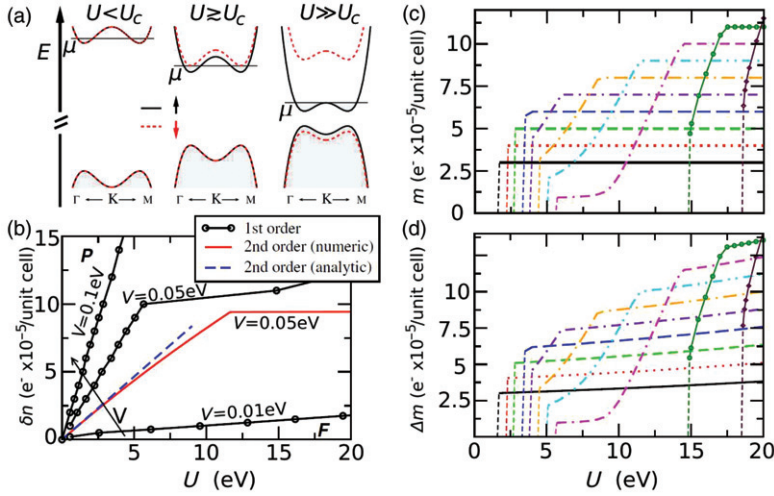 (a) U<Uc U≳Uc U≫Uc
E
μ μ μ
Γ ← K → M Γ ← K → M Γ ← K → M
(b)
1st order
2nd order (numeric)
2nd order (analytic)
15
10
5
0
δn (e⁻ x10⁻⁵/unit cell)
P
V=0.1eV
V=0.05eV
V=0.05eV
V
V=0.01eV
F
0 5 10 15 20
U (eV)
(c)
10
7.5
5
2.5
0
m (e⁻ x10⁻⁵/unit cell)
(d)
10
7.5
5
2.5
Δm (e⁻ x10⁻⁵/unit cell)
0 5 10 15 20
U (eV)